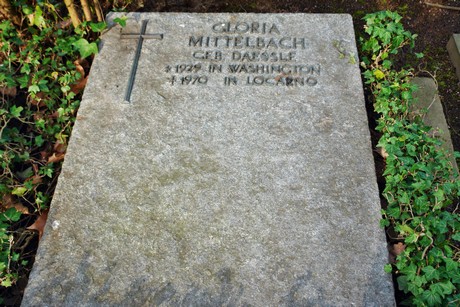 GLORIA
MITTELBACH
GEB. DAESSLE
* 1929 IN WASHINGTON
† 1970 IN LOCARNO